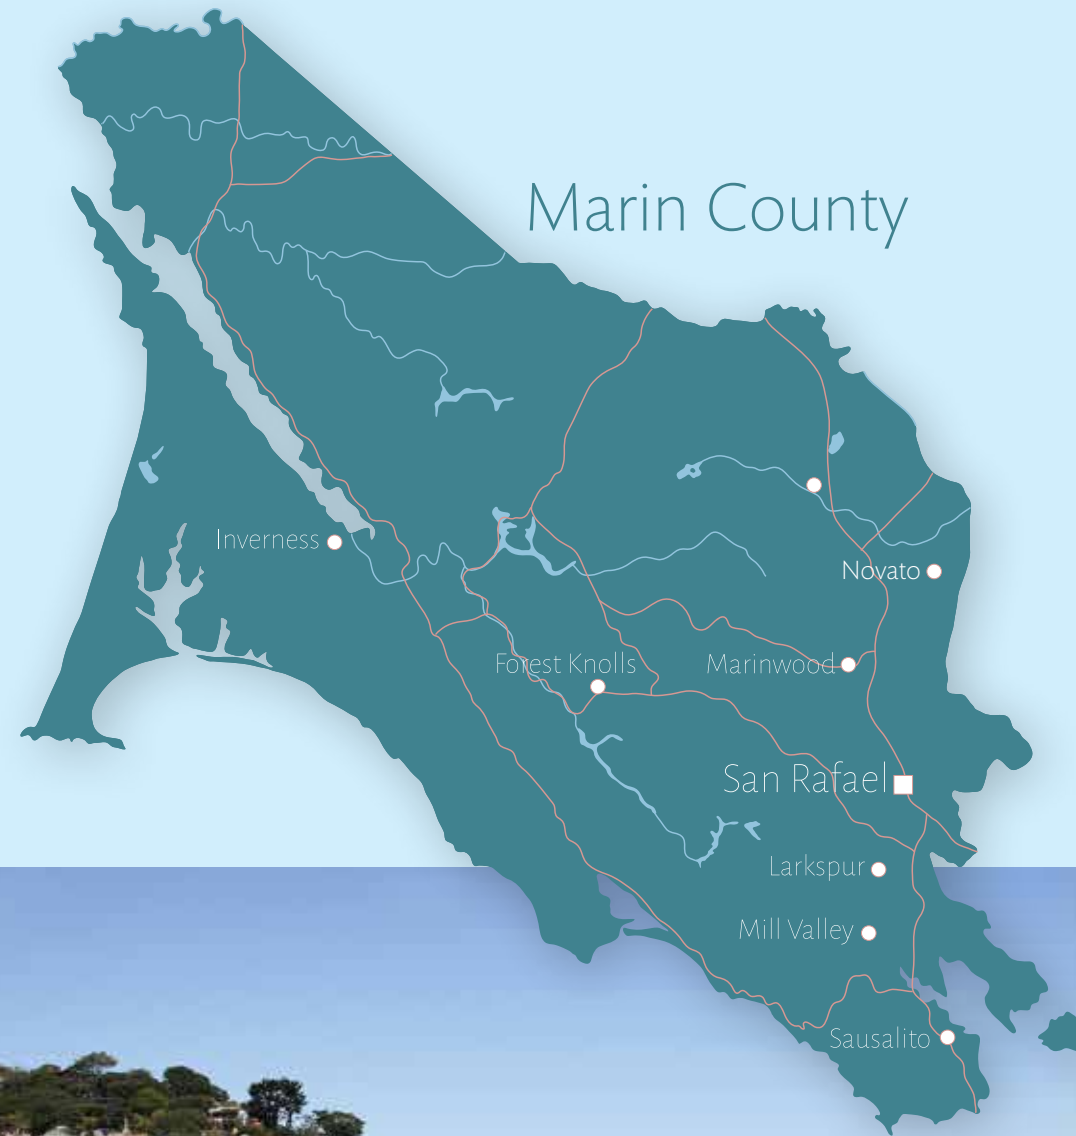 Marin County
Inverness
Novato
Forest Knolls
Marinwood
San Rafael
Larkspur
Mill Valley
Sausalito